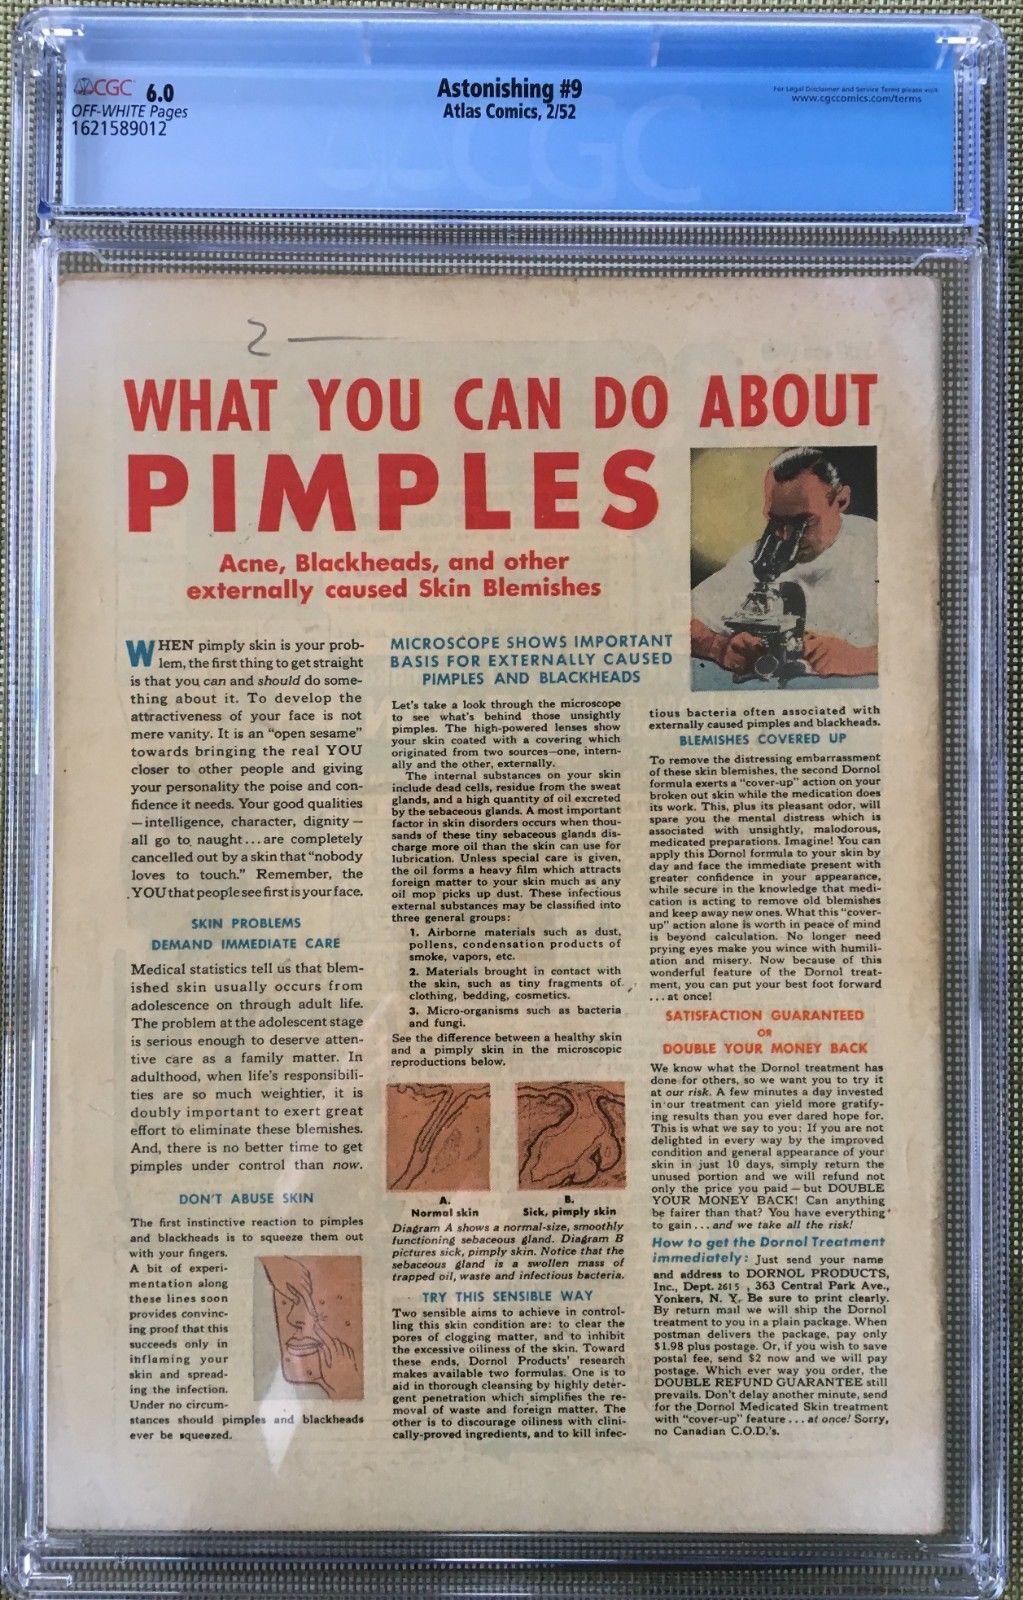 CGC 6.0
OFF-WHITE Pages
1621589012
Astonishing #9
Atlas Comics, 2/52
For Legal Disclaimer and Service Terms please visit:
www.cgccomics.com/terms
CGC
2 —
WHAT YOU CAN DO ABOUT
PIMPLES
Acne, Blackheads, and other
externally caused Skin Blemishes
WHEN pimply skin is your prob-
lem, the first thing to get straight
is that you can and should do some-
thing about it. To develop the
attractiveness of your face is not
mere vanity. It is an "open sesame"
towards bringing the real YOU
closer to other people and giving
your personality the poise and con-
fidence it needs. Your good qualities
—intelligence, character, dignity—
all go to naught...are completely
cancelled out by a skin that "nobody
loves to touch." Remember, the
YOU that people see first is your face.
SKIN PROBLEMS
DEMAND IMMEDIATE CARE
Medical statistics tell us that blem-
ished skin usually occurs from
adolescence on through adult life.
The problem at the adolescent stage
is serious enough to deserve atten-
tive care as a family matter. In
adulthood, when life's responsibili-
ties are so much weightier, it is
doubly important to exert great
effort to eliminate these blemishes.
And, there is no better time to get
pimples under control than now.
DON'T ABUSE SKIN
The first instinctive reaction to pimples
and blackheads is to squeeze them out
with your fingers.
A bit of experi-
mentation along
these lines soon
provides convinc-
ing proof that this
succeeds only in
inflaming your
skin and spread-
ing the infection.
Under no circum-
stances should pimples and blackheads
ever be squeezed.
MICROSCOPE SHOWS IMPORTANT
BASIS FOR EXTERNALLY CAUSED
PIMPLES AND BLACKHEADS
Let's take a look through the microscope
to see what's behind those unsightly
pimples. The high-powered lenses show
your skin coated with a covering which
originated from two sources—one, intern-
ally and the other, externally.
The internal substances on your skin
include dead cells, residue from the sweat
glands, and a high quantity of oil excreted
by the sebaceous glands. A most important
factor in skin disorders occurs when thou-
sands of these tiny sebaceous glands dis-
charge more oil than the skin can use for
lubrication. Unless special care is given,
the oil forms a heavy film which attracts
foreign matter to your skin much as any
oil mop picks up dust. These infectious
external substances may be classified into
three general groups:
1. Airborne materials such as dust,
pollens, condensation products of
smoke, vapors, etc.
2. Materials brought in contact with
the skin, such as tiny fragments of
clothing, bedding, cosmetics.
3. Micro-organisms such as bacteria
and fungi.
See the difference between a healthy skin
and a pimply skin in the microscopic
reproductions below.
A.
Normal skin
B.
Sick, pimply skin
Diagram A shows a normal-size, smoothly
functioning sebaceous gland. Diagram B
pictures sick, pimply skin. Notice that the
sebaceous gland is a swollen mass of
trapped oil, waste and infectious bacteria.
TRY THIS SENSIBLE WAY
Two sensible aims to achieve in control-
ling this skin condition are: to clear the
pores of clogging matter, and to inhibit
the excessive oiliness of the skin. Toward
these ends, Dornol Products' research
makes available two formulas. One is to
aid in thorough cleansing by highly deter-
gent penetration which simplifies the re-
moval of waste and foreign matter. The
other is to discourage oiliness with clini-
cally-proved ingredients, and to kill infec-
tious bacteria often associated with
externally caused pimples and blackheads.
BLEMISHES COVERED UP
To remove the distressing embarrassment
of these skin blemishes, the second Dornol
formula exerts a "cover-up" action on your
broken out skin while the medication does
its work. This, plus its pleasant odor, will
spare you the mental distress which is
associated with unsightly, malodorous,
medicated preparations. Imagine! You can
apply this Dornol formula to your skin by
day and face the immediate present with
greater confidence in your appearance,
while secure in the knowledge that medi-
cation is acting to remove old blemishes
and keep away new ones. What this "cover-
up" action alone is worth in peace of mind
is beyond calculation. No longer need
prying eyes make you wince with humili-
ation and misery. Now because of this
wonderful feature of the Dornol treat-
ment, you can put your best foot forward
...at once!
SATISFACTION GUARANTEED
OR
DOUBLE YOUR MONEY BACK
We know what the Dornol treatment has
done for others, so we want you to try it
at our risk. A few minutes a day invested
in our treatment can yield more gratify-
ing results than you ever dared hope for.
This is what we say to you: If you are not
delighted in every way by the improved
condition and general appearance of your
skin in just 10 days, simply return the
unused portion and we will refund not
only the price you paid—but DOUBLE
YOUR MONEY BACK! Can anything
be fairer than that? You have everything
to gain...and we take all the risk!
How to get the Dornol Treatment
immediately: Just send your name
and address to DORNOL PRODUCTS,
Inc., Dept. 2615, 363 Central Park Ave.,
Yonkers, N. Y. Be sure to print clearly.
By return mail we will ship the Dornol
treatment to you in a plain package. When
postman delivers the package, pay only
$1.98 plus postage. Or, if you wish to save
postal fee, send $2 now and we will pay
postage. Which ever way you order, the
DOUBLE REFUND GUARANTEE still
prevails. Don't delay another minute, send
for the Dornol Medicated Skin treatment
with "cover-up" feature...at once! Sorry,
no Canadian C.O.D.'s.